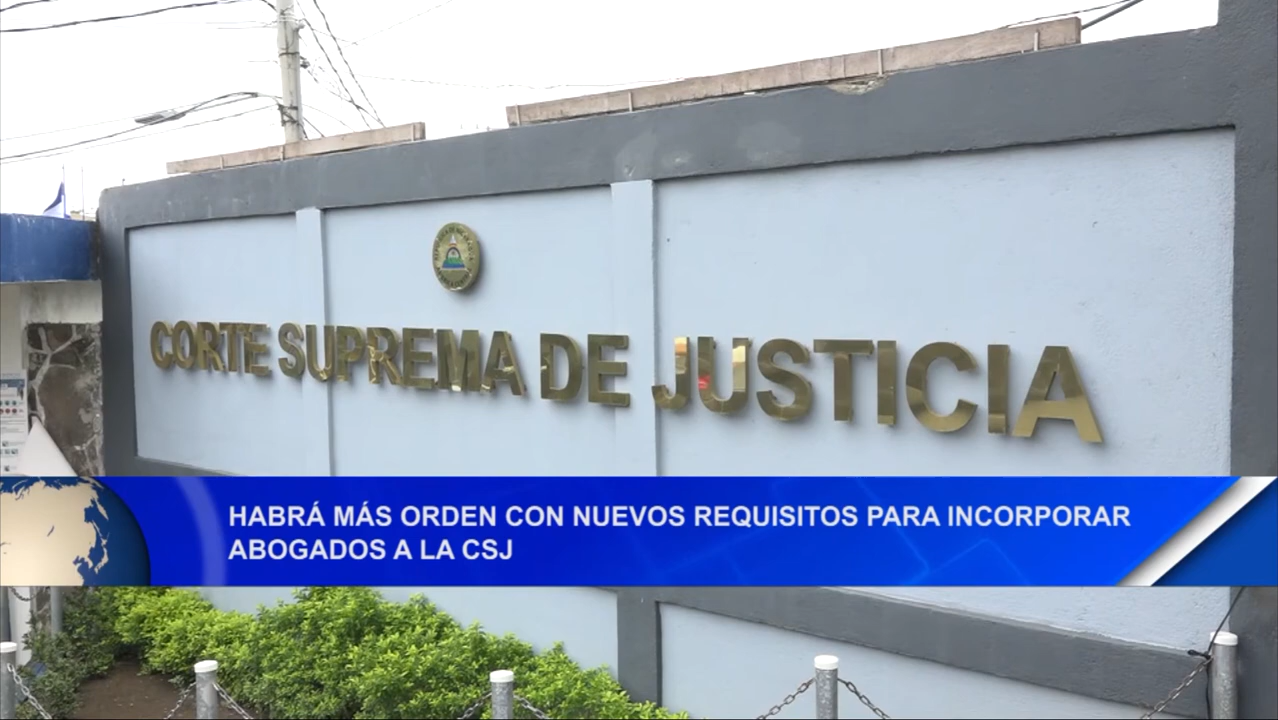 CORTE SUPREMA DE JUSTICIA
HABRÁ MÁS ORDEN CON NUEVOS REQUISITOS PARA INCORPORAR
ABOGADOS A LA CSJ